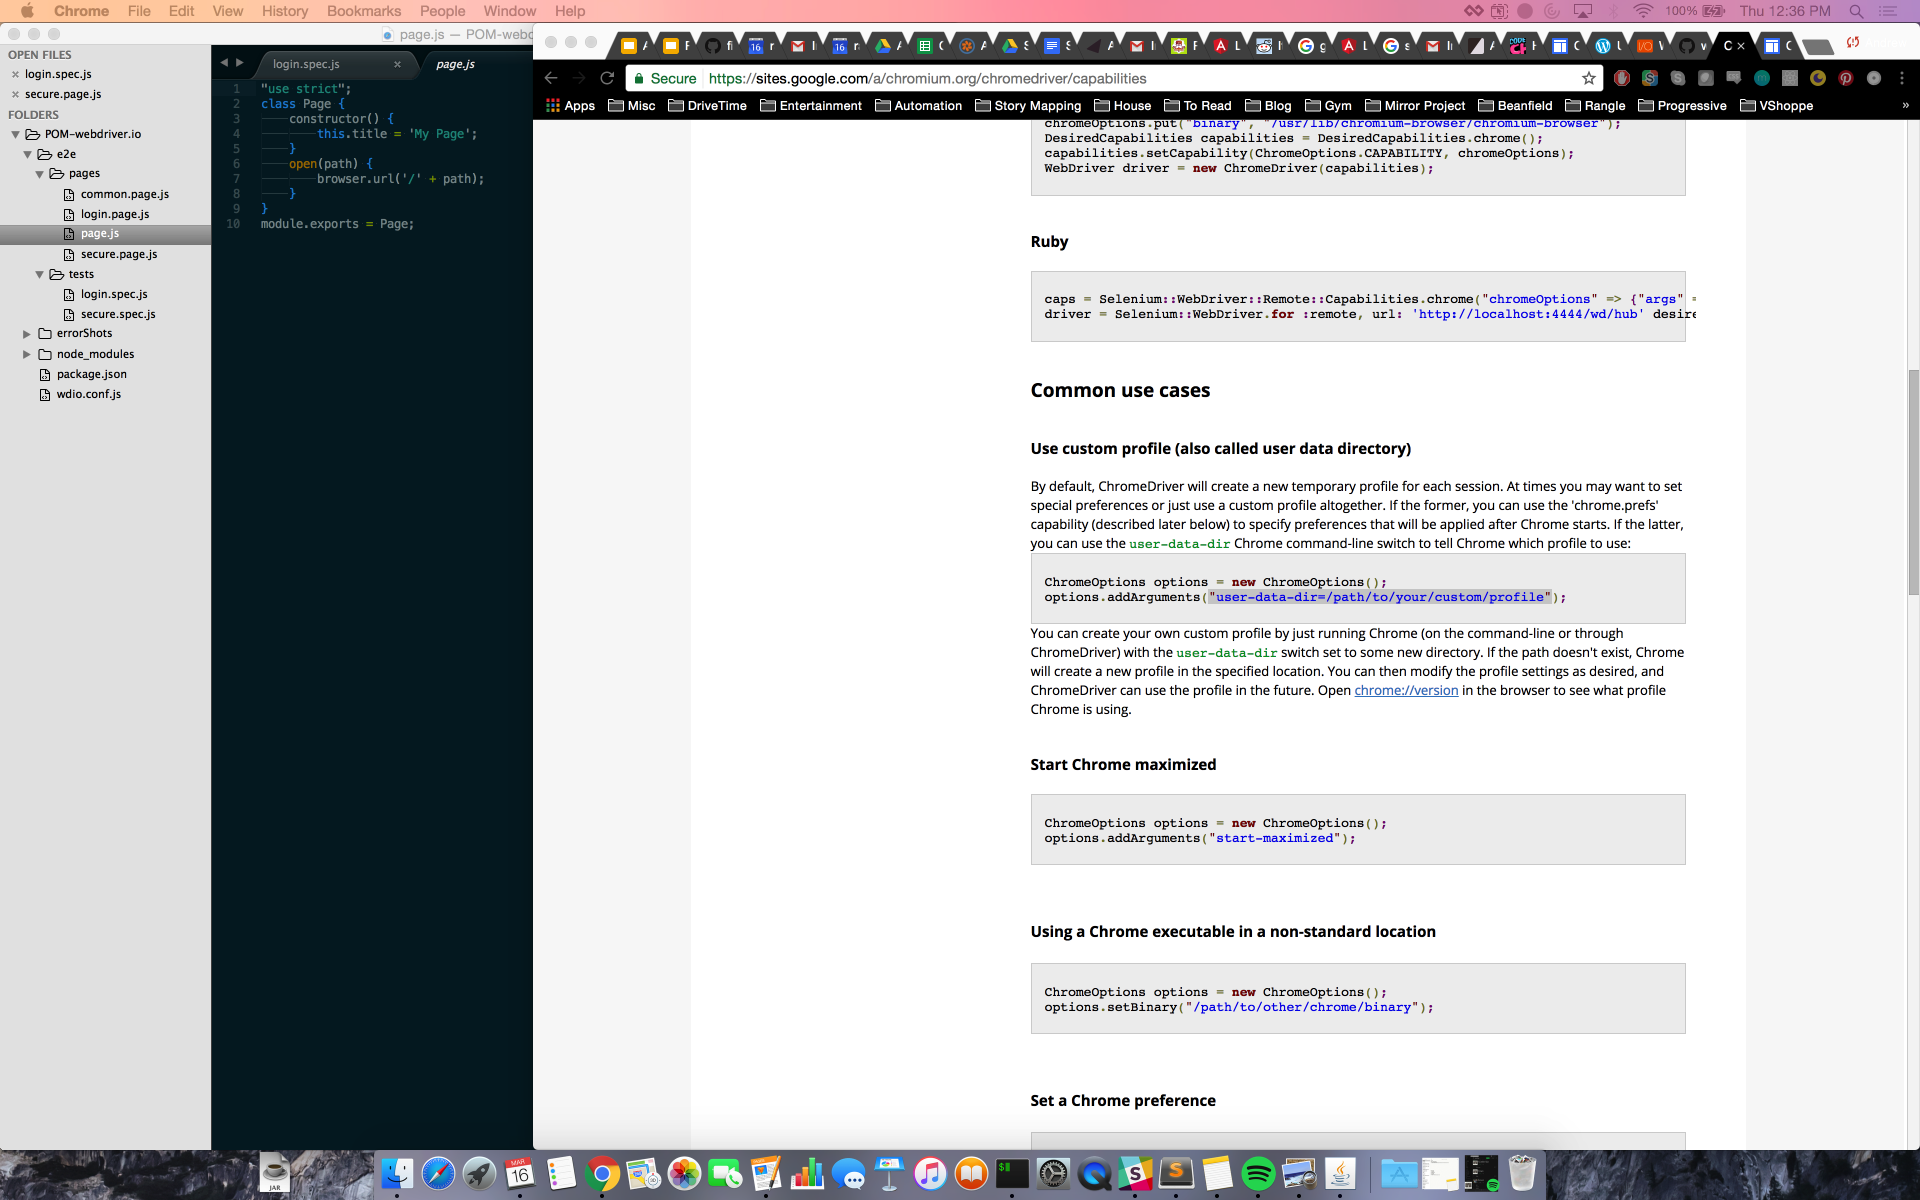 Chrome File Edit View History Bookmarks People Window Help
100% Thu 12:36 PM
page.js — POM-webd
OPEN FILES
login.spec.js
secure.page.js
FOLDERS
POM-webdriver.io
e2e
pages
common.page.js
login.page.js
page.js
secure.page.js
tests
login.spec.js
secure.spec.js
errorShots
node_modules
package.json
wdio.conf.js
login.spec.js page.js
1 "use strict";
2 class Page {
3 constructor() {
4 this.title = 'My Page';
5 }
6 open(path) {
7 browser.url('/' + path);
8 }
9 }
10 module.exports = Page;
Secure https://sites.google.com/a/chromium.org/chromedriver/capabilities
Apps Misc DriveTime Entertainment Automation Story Mapping House To Read Blog Gym Mirror Project Beanfield Rangle Progressive VShoppe »
chromeOptions.put("binary", "/usr/lib/chromium-browser/chromium-browser");
DesiredCapabilities capabilities = DesiredCapabilities.chrome();
capabilities.setCapability(ChromeOptions.CAPABILITY, chromeOptions);
WebDriver driver = new ChromeDriver(capabilities);
Ruby
caps = Selenium::WebDriver::Remote::Capabilities.chrome("chromeOptions" => {"args" =
driver = Selenium::WebDriver.for :remote, url: 'http://localhost:4444/wd/hub' desire
Common use cases
Use custom profile (also called user data directory)
By default, ChromeDriver will create a new temporary profile for each session. At times you may want to set
special preferences or just use a custom profile altogether. If the former, you can use the 'chrome.prefs'
capability (described later below) to specify preferences that will be applied after Chrome starts. If the latter,
you can use the user-data-dir Chrome command-line switch to tell Chrome which profile to use:
ChromeOptions options = new ChromeOptions();
options.addArguments("user-data-dir=/path/to/your/custom/profile");
You can create your own custom profile by just running Chrome (on the command-line or through
ChromeDriver) with the user-data-dir switch set to some new directory. If the path doesn't exist, Chrome
will create a new profile in the specified location. You can then modify the profile settings as desired, and
ChromeDriver can use the profile in the future. Open chrome://version in the browser to see what profile
Chrome is using.
Start Chrome maximized
ChromeOptions options = new ChromeOptions();
options.addArguments("start-maximized");
Using a Chrome executable in a non-standard location
ChromeOptions options = new ChromeOptions();
options.setBinary("/path/to/other/chrome/binary");
Set a Chrome preference
JAR
MAR
16